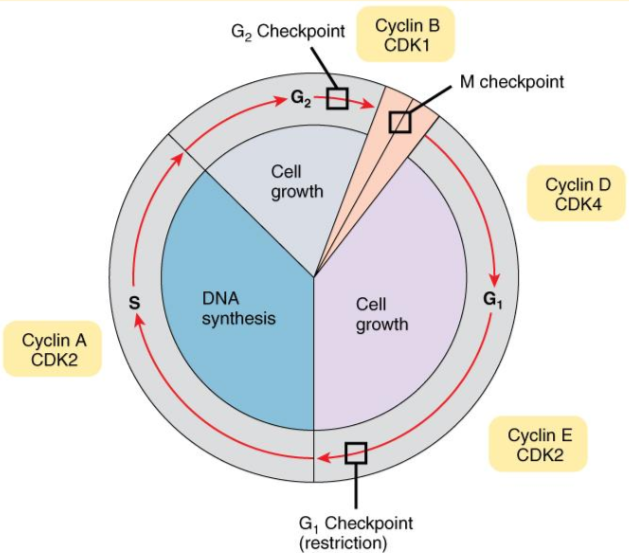 Cyclin B
CDK1
G₂ Checkpoint
M checkpoint
G₂
Cell
growth
Cyclin D
CDK4
S
DNA
synthesis
Cell
growth
G₁
Cyclin A
CDK2
Cyclin E
CDK2
G₁ Checkpoint
(restriction)